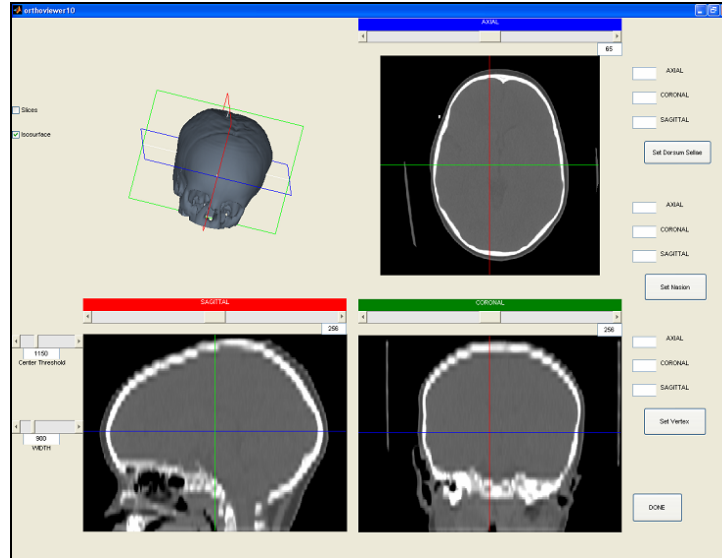 orthoviewer10
AXIAL
65
Slices
Isosurface
AXIAL
CORONAL
SAGITTAL
Set Dorsum Sellae
AXIAL
CORONAL
SAGITTAL
Set Nasion
SAGITTAL
256
CORONAL
256
1150
Center Threshold
900
WIDTH
AXIAL
CORONAL
SAGITTAL
Set Vertex
DONE